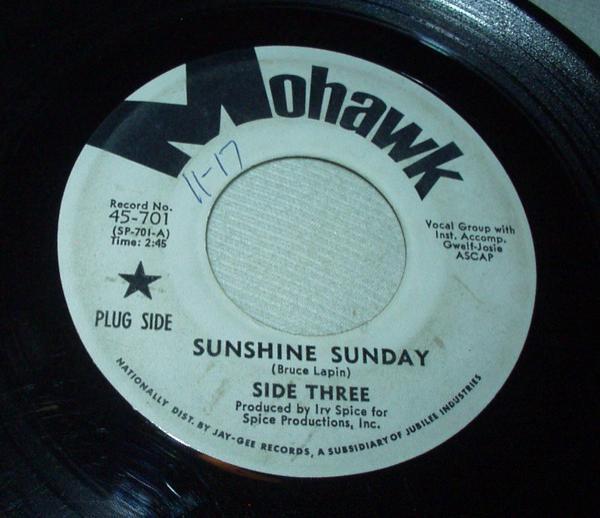 Mohawk
11-17
Record No.
45-701
(SP-701-A)
Time: 2:45
Vocal Group with
Inst. Accomp.
Gweif-Josie
ASCAP
PLUG SIDE
SUNSHINE SUNDAY
(Bruce Lapin)
SIDE THREE
Produced by Irv Spice for
Spice Productions, Inc.
NATIONALLY DIST. BY JAY-GEE RECORDS, A SUBSIDIARY OF JUBILEE INDUSTRIES